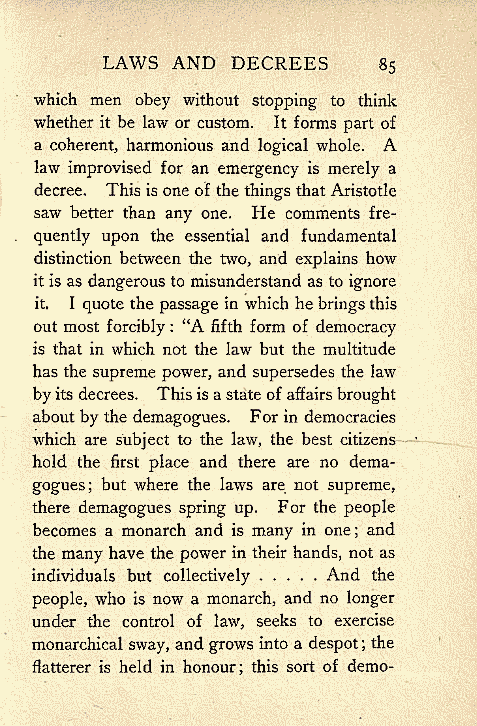 LAWS AND DECREES 85
which men obey without stopping to think
whether it be law or custom. It forms part of
a coherent, harmonious and logical whole. A
law improvised for an emergency is merely a
decree. This is one of the things that Aristotle
saw better than any one. He comments fre-
quently upon the essential and fundamental
distinction between the two, and explains how
it is as dangerous to misunderstand as to ignore
it. I quote the passage in which he brings this
out most forcibly: “A fifth form of democracy
is that in which not the law but the multitude
has the supreme power, and supersedes the law
by its decrees. This is a state of affairs brought
about by the demagogues. For in democracies
which are subject to the law, the best citizens
hold the first place and there are no dema-
gogues; but where the laws are not supreme,
there demagogues spring up. For the people
becomes a monarch and is many in one; and
the many have the power in their hands, not as
individuals but collectively . . . . . And the
people, who is now a monarch, and no longer
under the control of law, seeks to exercise
monarchical sway, and grows into a despot; the
flatterer is held in honour; this sort of demo-